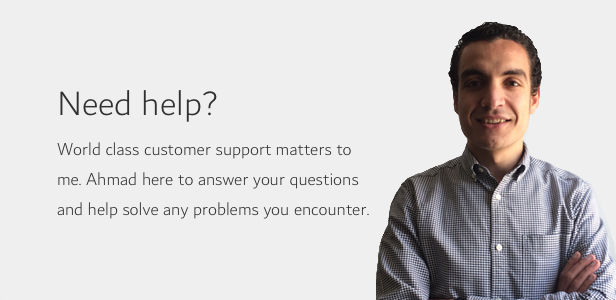 Need help?
World class customer support matters to
me. Ahmad here to answer your questions
and help solve any problems you encounter.